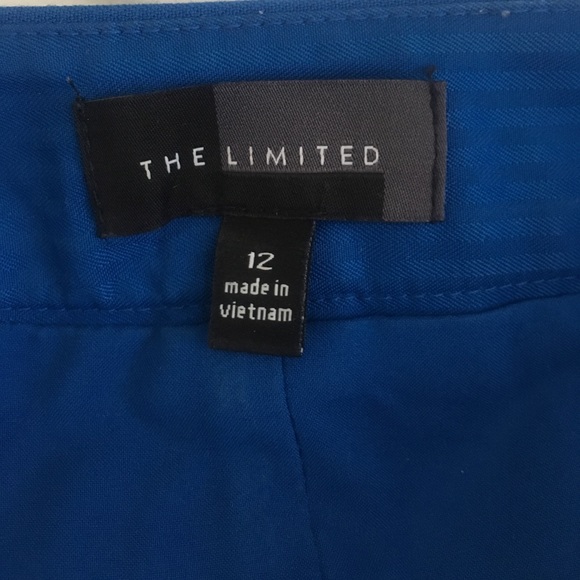 THE LIMITED
12
made in
vietnam